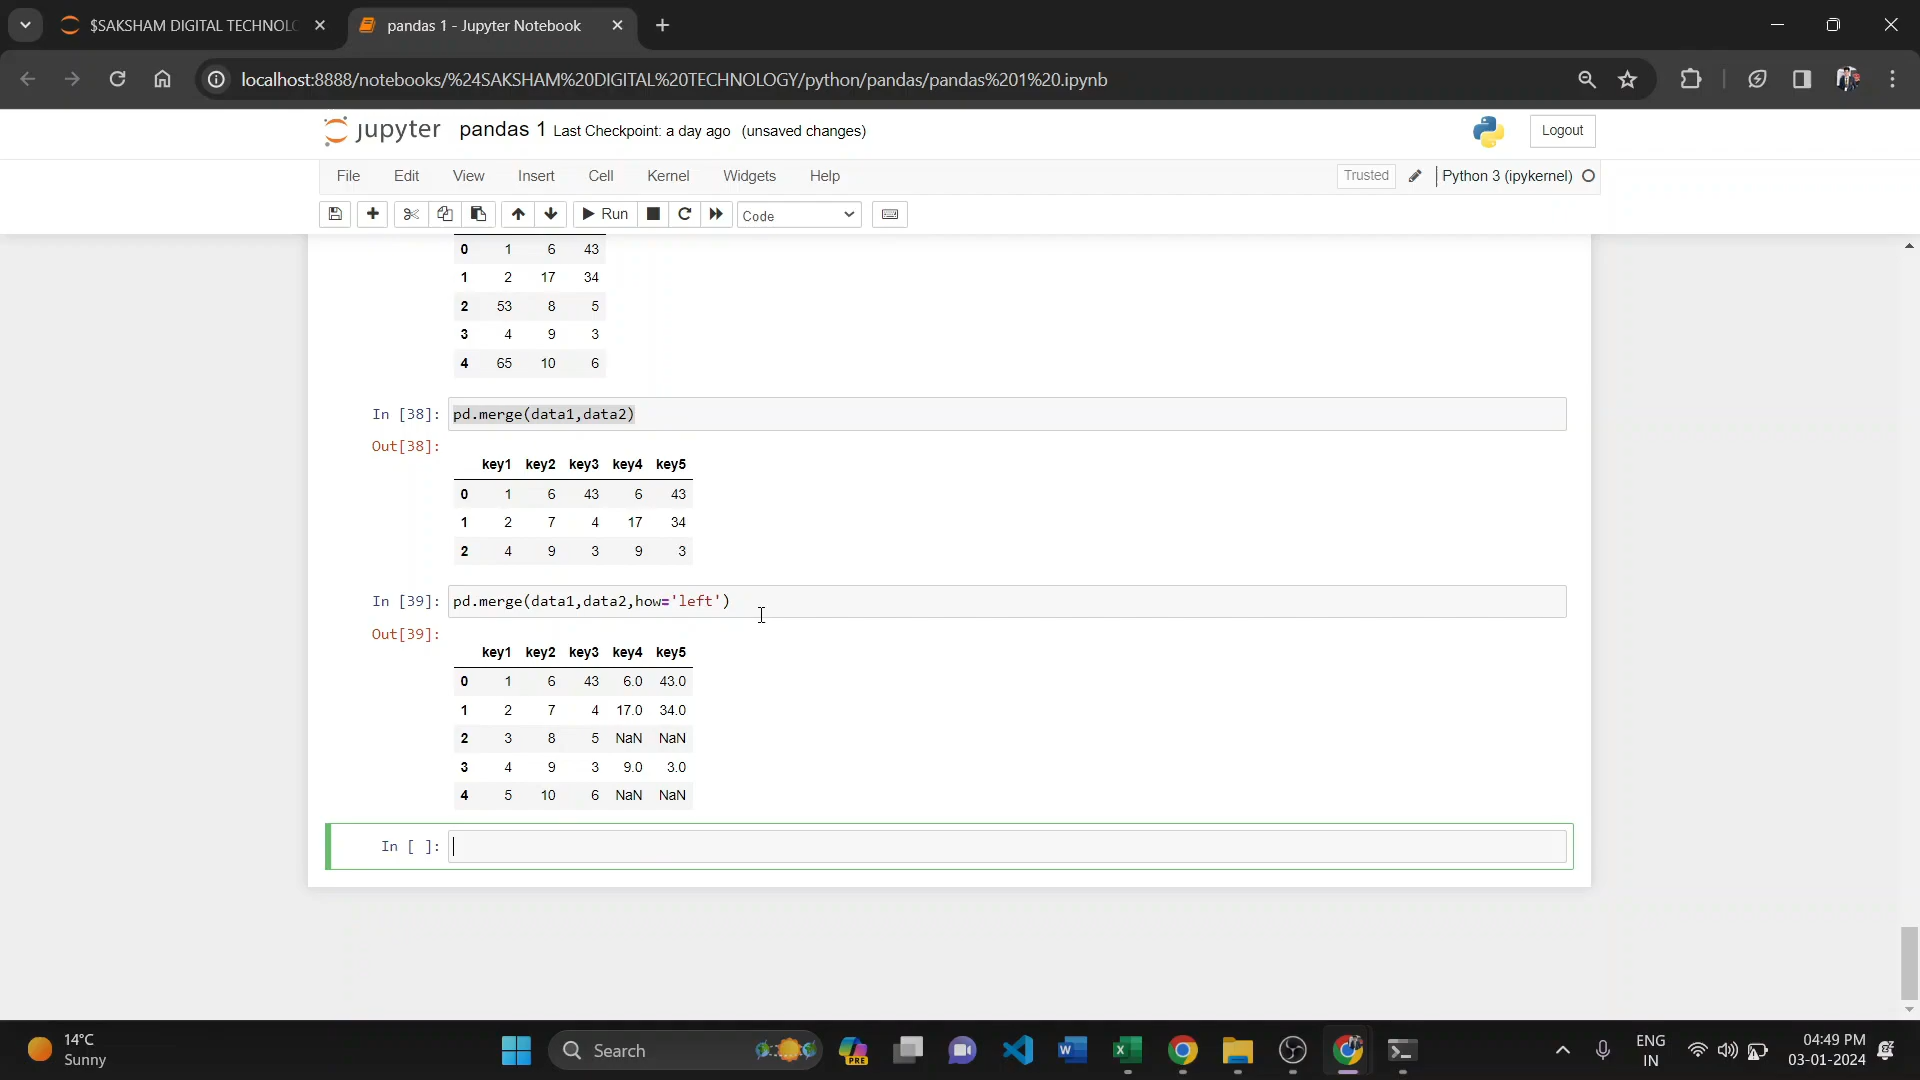 $SAKSHAM DIGITAL TECHNOLO
pandas 1 - Jupyter Notebook
localhost:8888/notebooks/%24SAKSHAM%20DIGITAL%20TECHNOLOGY/python/pandas/pandas%201%20.ipynb
jupyter pandas 1 Last Checkpoint: a day ago (unsaved changes)
Logout
File Edit View Insert Cell Kernel Widgets Help
Trusted Python 3 (ipykernel)
Run Code
0 1 6 43
1 2 17 34
2 53 8 5
3 4 9 3
4 65 10 6
In [38]: pd.merge(data1,data2)
Out[38]:
key1 key2 key3 key4 key5
0 1 6 43 6 43
1 2 7 4 17 34
2 4 9 3 9 3
In [39]: pd.merge(data1,data2,how='left')
Out[39]:
key1 key2 key3 key4 key5
0 1 6 43 6.0 43.0
1 2 7 4 17.0 34.0
2 3 8 5 NaN NaN
3 4 9 3 9.0 3.0
4 5 10 6 NaN NaN
In [ ]:
14°C
Sunny
Search
PRE
ENG
IN
04:49 PM
03-01-2024